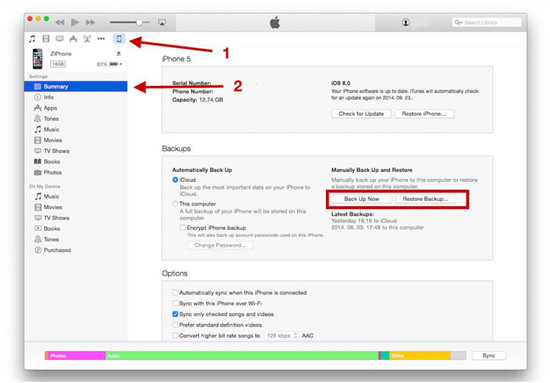 Search Library
1
ZiPhone
16GB
83%
Settings
Summary
Info
Apps
Tones
Music
Movies
TV Shows
Books
Photos
On My Device
Music
Movies
TV Shows
Books
Tones
Purchased
2
iPhone 5
Serial Number:
Phone Number:
Capacity: 12,74 GB
iOS 8.0
Your iPhone software is up to date. iTunes will automatically check
for an update again on 2014. 09. 23..
Check for Update
Restore iPhone...
Backups
Automatically Back Up
iCloud
Back up the most important data on your iPhone to
iCloud.
This computer
A full backup of your iPhone will be stored on this
computer.
Encrypt iPhone backup
This will also back up account passwords used on this iPhone.
Change Password...
Manually Back Up and Restore
Manually back up your iPhone to this computer or restore
a backup stored on this computer.
Back Up Now
Restore Backup...
Latest Backups:
Yesterday 18:16 to iCloud
2014. 06. 03. 17:48 to this computer
Options
Automatically sync when this iPhone is connected
Sync with this iPhone over Wi-Fi
Sync only checked songs and videos
Prefer standard definition videos
Convert higher bit rate songs to 128 kbps AAC
Photos
Apps
Other
Sync